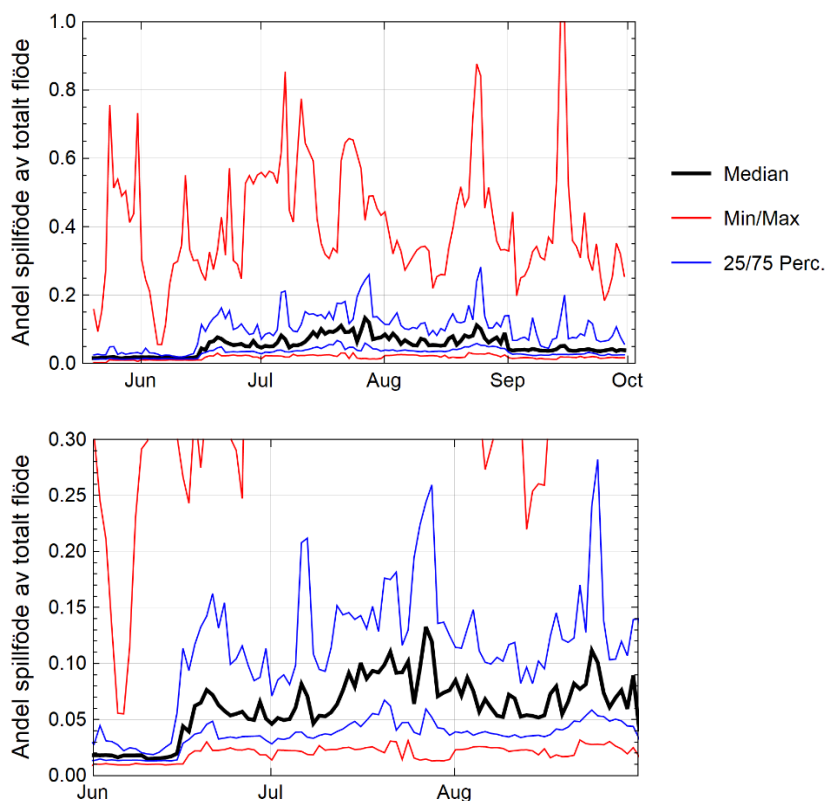 Andel spillföde av totalt flöde
1.0
0.8
0.6
0.4
0.2
0.0
Jun
Jul
Aug
Sep
Oct
Median
Min/Max
25/75 Perc.
Andel spillföde av totalt flöde
0.30
0.25
0.20
0.15
0.10
0.05
0.00
Jun
Jul
Aug